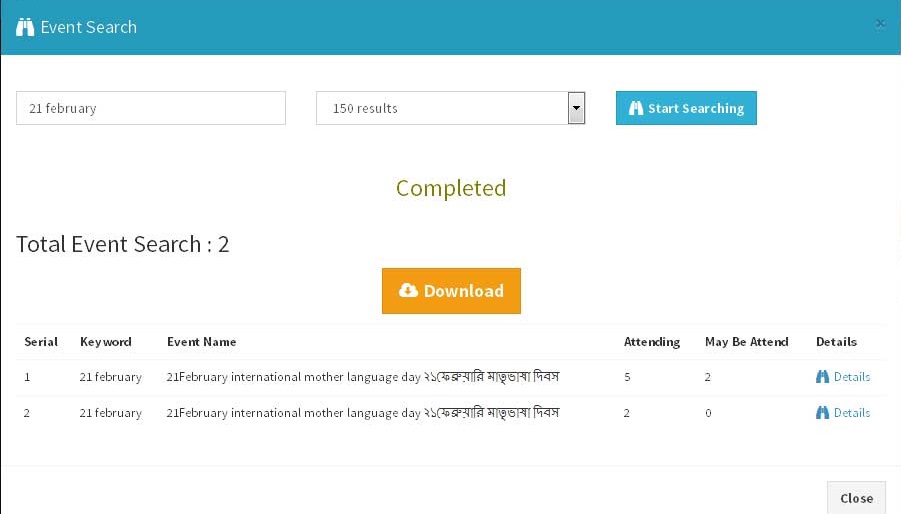 Event Search
×
21 february
150 results
Start Searching
Completed
Total Event Search : 2
Download
Serial Keyword Event Name Attending May Be Attend Details
1 21 february 21February international mother language day ২১ফেব্রুয়ারি মাতৃভাষা দিবস 5 2 Details
2 21 february 21February international mother language day ২১ফেব্রুয়ারি মাতৃভাষা দিবস 2 0 Details
Close